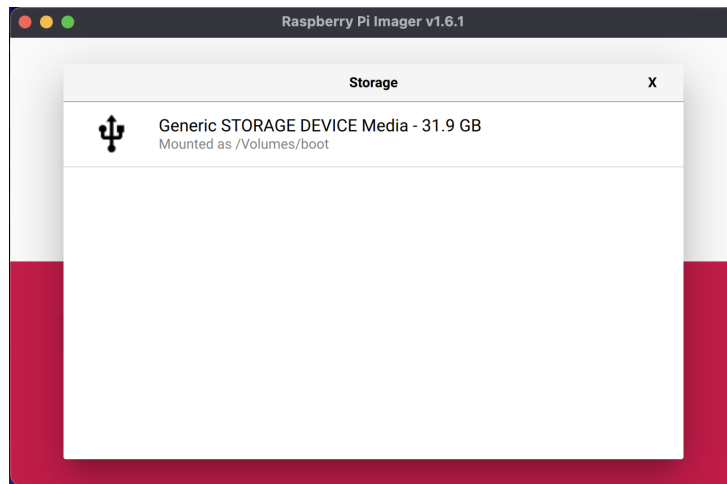 Raspberry Pi Imager v1.6.1
Storage X
Generic STORAGE DEVICE Media - 31.9 GB
Mounted as /Volumes/boot